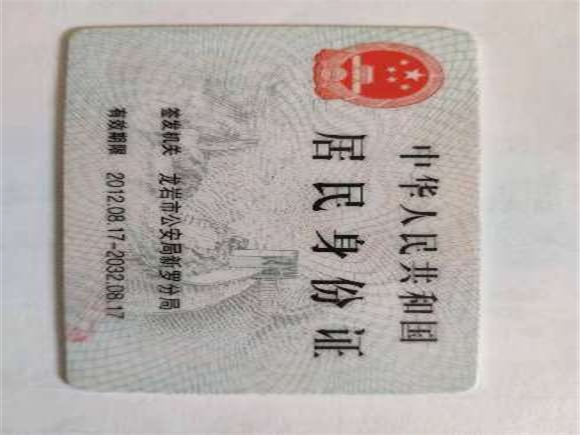 中华人民共和国
居民身份证
签发机关 龙岩市公安局新罗分局
有效期限 2012.08.17-2032.08.17